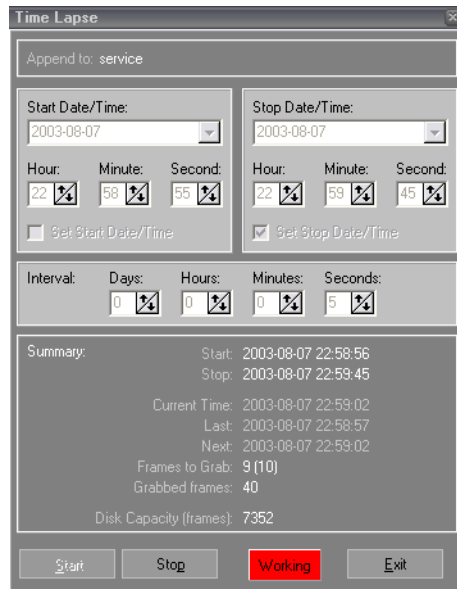 Time Lapse
Append to: service
Start Date/Time:
2003-08-07
Hour: Minute: Second:
22 58 55
Set Start Date/Time
Stop Date/Time:
2003-08-07
Hour: Minute: Second:
22 59 45
Set Stop Date/Time
Interval: Days: Hours: Minutes: Seconds:
0 0 0 5
Summary: Start: 2003-08-07 22:58:56
Stop: 2003-08-07 22:59:45
Current Time: 2003-08-07 22:59:02
Last: 2003-08-07 22:58:57
Next: 2003-08-07 22:59:02
Frames to Grab: 9 (10)
Grabbed frames: 40
Disk Capacity (frames): 7352
Start Stop Working Exit